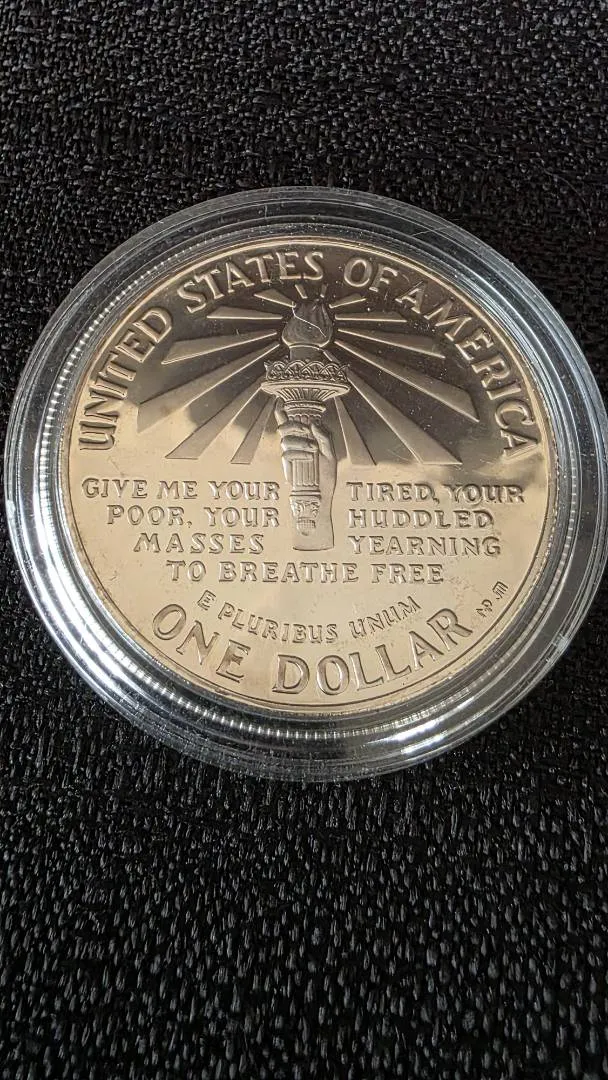 UNITED STATES OF AMERICA
GIVE ME YOUR TIRED, YOUR
POOR, YOUR HUDDLED
MASSES YEARNING
TO BREATHE FREE
E PLURIBUS UNUM
ONE DOLLAR